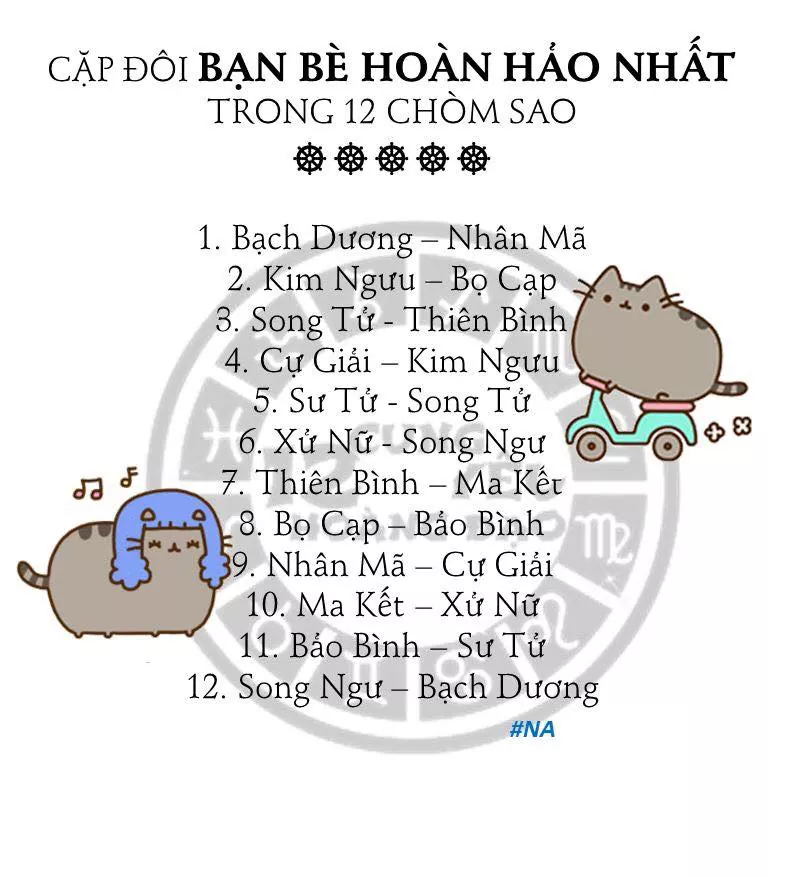 CẶP ĐÔI BẠN BÈ HOÀN HẢO NHẤT
TRONG 12 CHÒM SAO
1. Bạch Dương – Nhân Mã
2. Kim Ngưu – Bọ Cạp
3. Song Tử - Thiên Bình
4. Cự Giải – Kim Ngưu
5. Sư Tử - Song Tử
6. Xử Nữ - Song Ngư
7. Thiên Bình – Ma Kết
8. Bọ Cạp – Bảo Bình
9. Nhân Mã – Cự Giải
10. Ma Kết – Xử Nữ
11. Bảo Bình – Sư Tử
12. Song Ngư – Bạch Dương
#NA